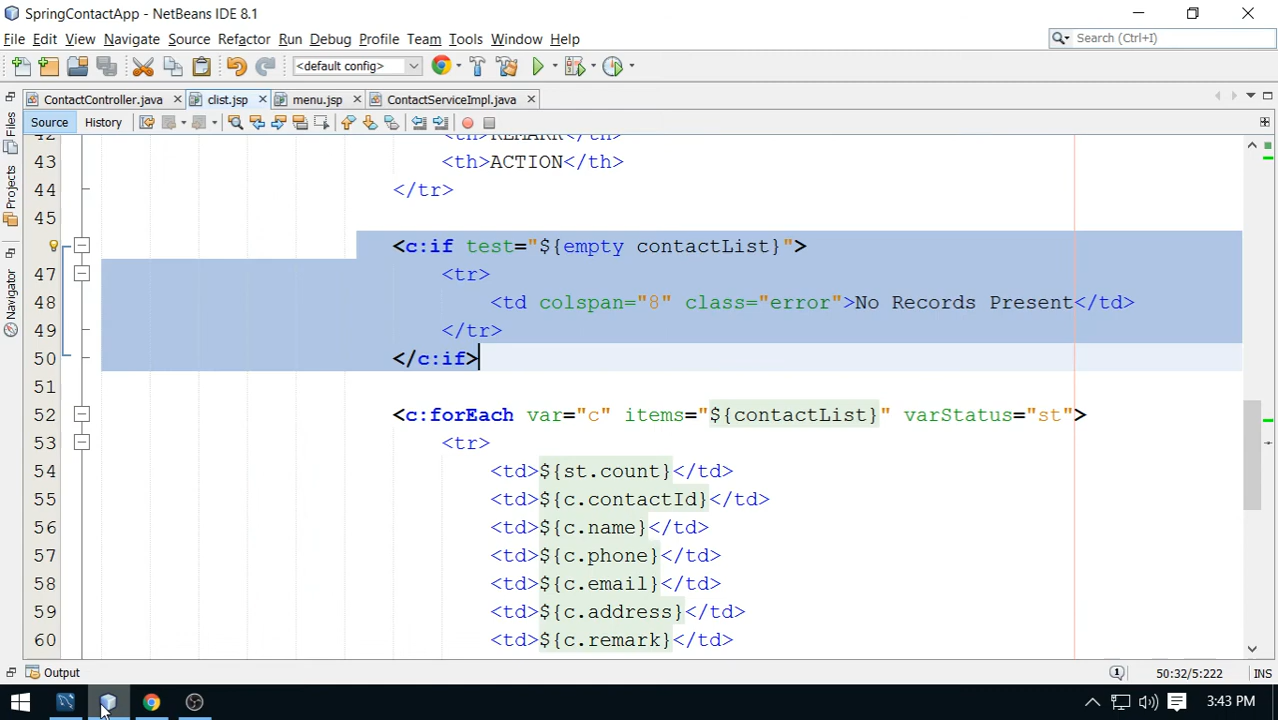 SpringContactApp - NetBeans IDE 8.1
File Edit View Navigate Source Refactor Run Debug Profile Team Tools Window Help
Search (Ctrl+I)
<default config>
ContactController.java clist.jsp menu.jsp ContactServiceImpl.java
Source History
Files
Projects
Navigator
42 <th>REMARK</th>
43 <th>ACTION</th>
44 </tr>
45
<c:if test="${empty contactList}">
47 <tr>
48 <td colspan="8" class="error">No Records Present</td>
49 </tr>
50 </c:if>
51
52 <c:forEach var="c" items="${contactList}" varStatus="st">
53 <tr>
54 <td>${st.count}</td>
55 <td>${c.contactId}</td>
56 <td>${c.name}</td>
57 <td>${c.phone}</td>
58 <td>${c.email}</td>
59 <td>${c.address}</td>
60 <td>${c.remark}</td>
Output
50:32/5:222 INS
3:43 PM